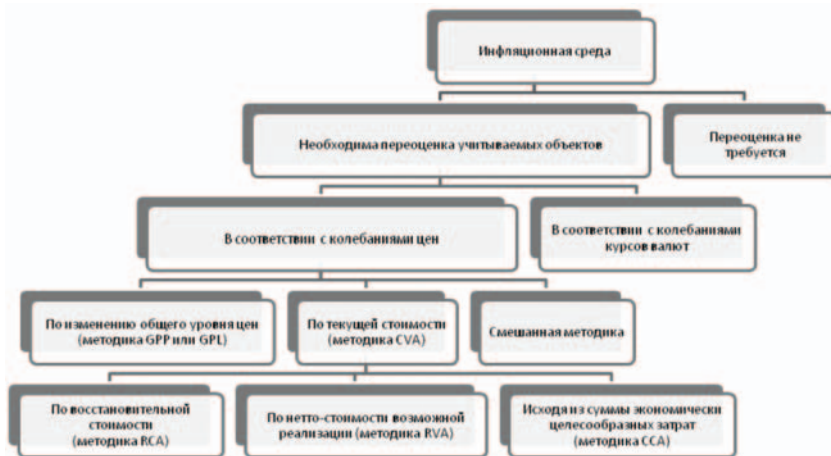 Инфляционная среда
Необходима переоценка учитываемых объектов
Переоценка не
требуется
В соответствии с колебаниями цен
В соответствии с колебаниями
курсов валют
По изменению общего уровня цен
(методика GPP или GPL)
По текущей стоимости
(методика CVA)
Смешанная методика
По восстановительной
стоимости
(методика RCA)
По нетто-стоимости возможной
реализации (методика RVA)
Исходя из суммы экономически
целесообразных затрат
(методика CCA)